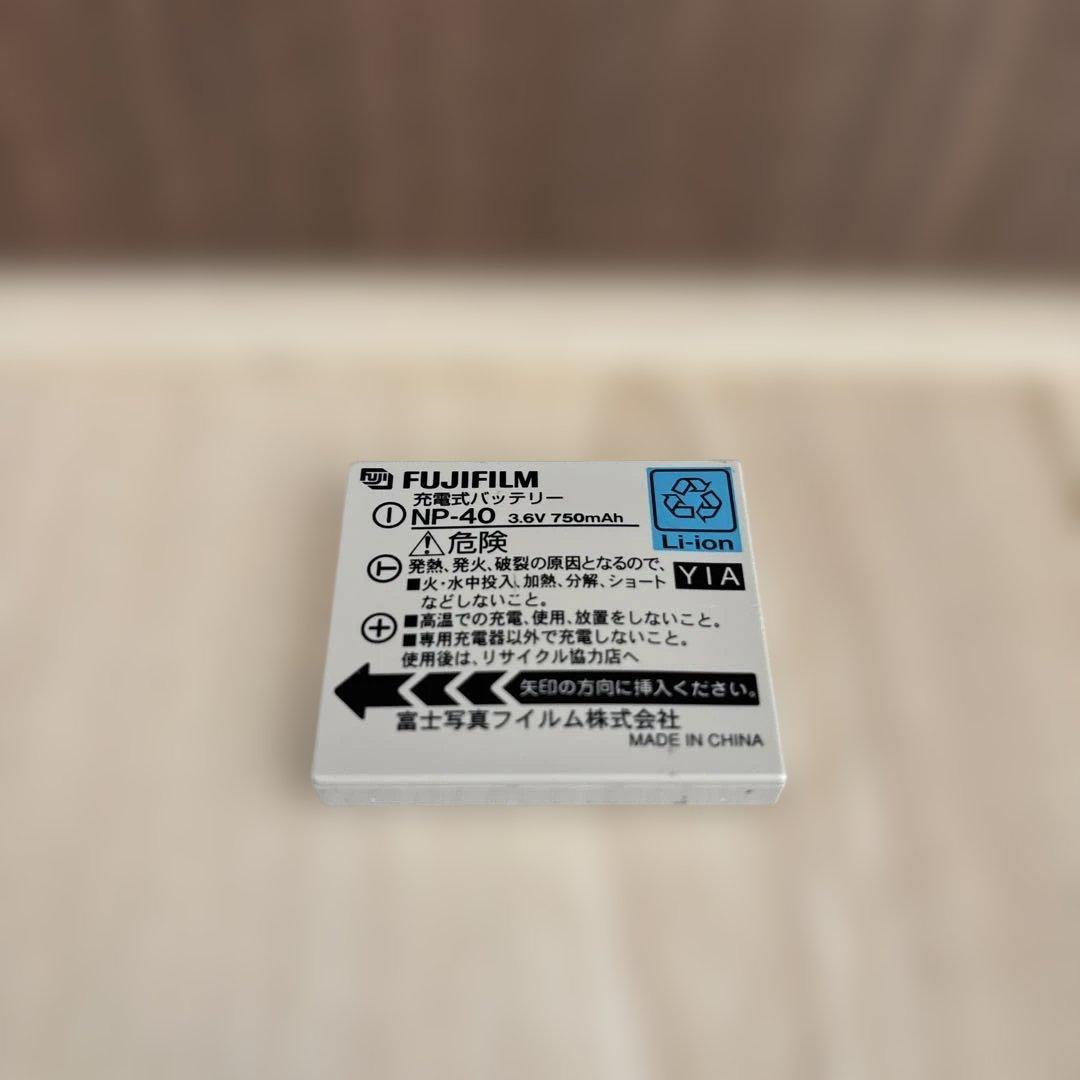 FUJI FUJIFILM
充電式バッテリー
NP-40 3.6V 750mAh
Li-ion
危険
発熱、発火、破裂の原因となるので、
■火・水中投入、加熱、分解、ショート
などしないこと。
YIA
■高温での充電、使用、放置をしないこと。
■専用充電器以外で充電しないこと。
使用後は、リサイクル協力店へ
矢印の方向に挿入ください。
富士写真フイルム株式会社
MADE IN CHINA